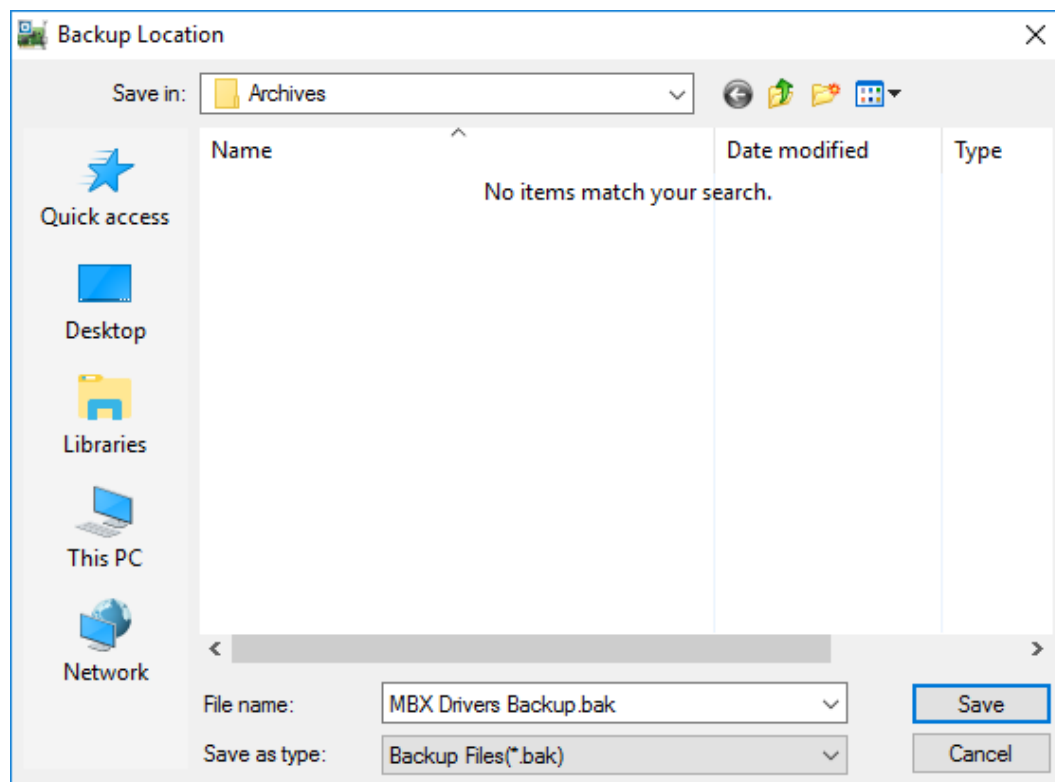 Backup Location
Save in: Archives
Name Date modified Type
No items match your search.
Quick access
Desktop
Libraries
This PC
Network
File name: MBX Drivers Backup.bak Save
Save as type: Backup Files(*.bak) Cancel